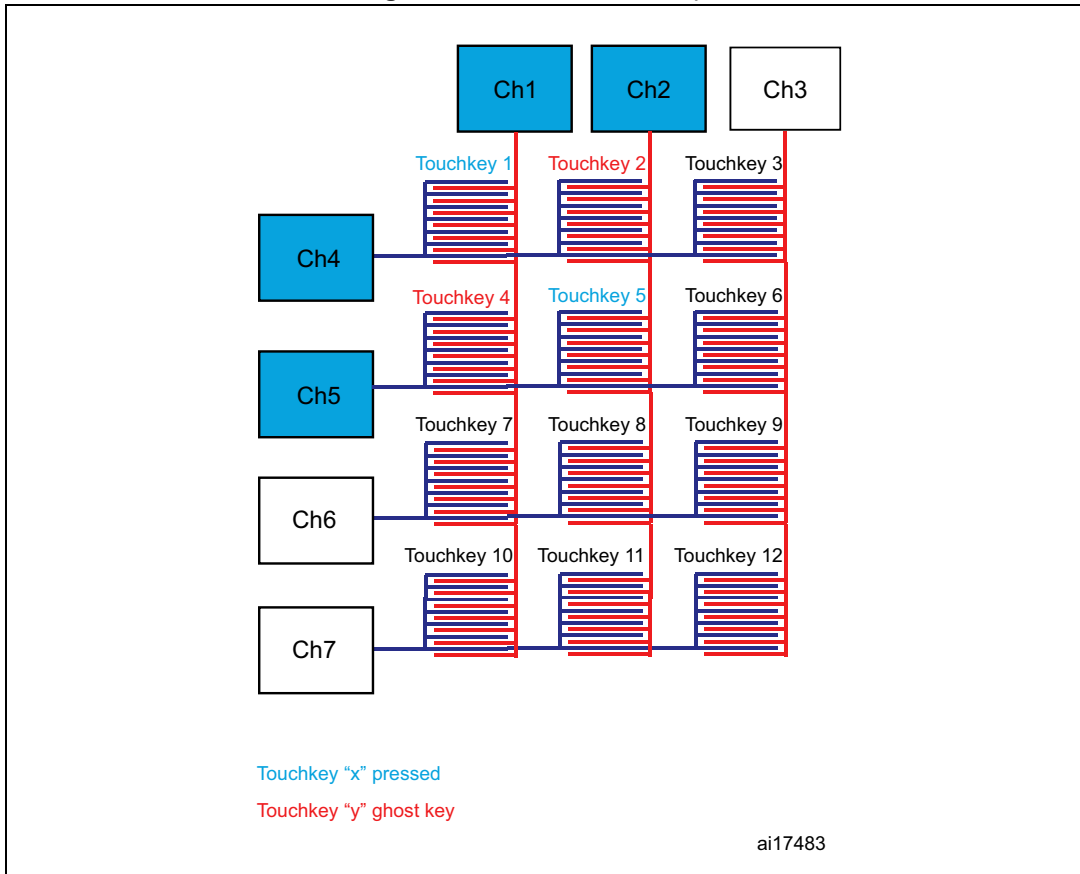 Ch1 Ch2 Ch3
Touchkey 1 Touchkey 2 Touchkey 3
Ch4
Touchkey 4 Touchkey 5 Touchkey 6
Ch5
Touchkey 7 Touchkey 8 Touchkey 9
Ch6
Touchkey 10 Touchkey 11 Touchkey 12
Ch7
Touchkey “x” pressed
Touchkey “y” ghost key
ai17483